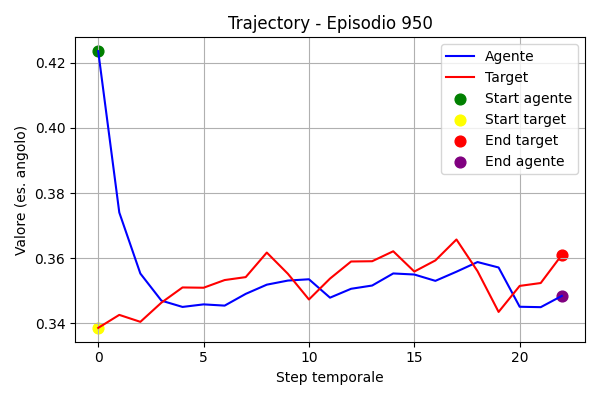 Trajectory - Episodio 950
Valore (es. angolo)
0.42
0.40
0.38
0.36
0.34
Agente
Target
Start agente
Start target
End target
End agente
0 5 10 15 20
Step temporale